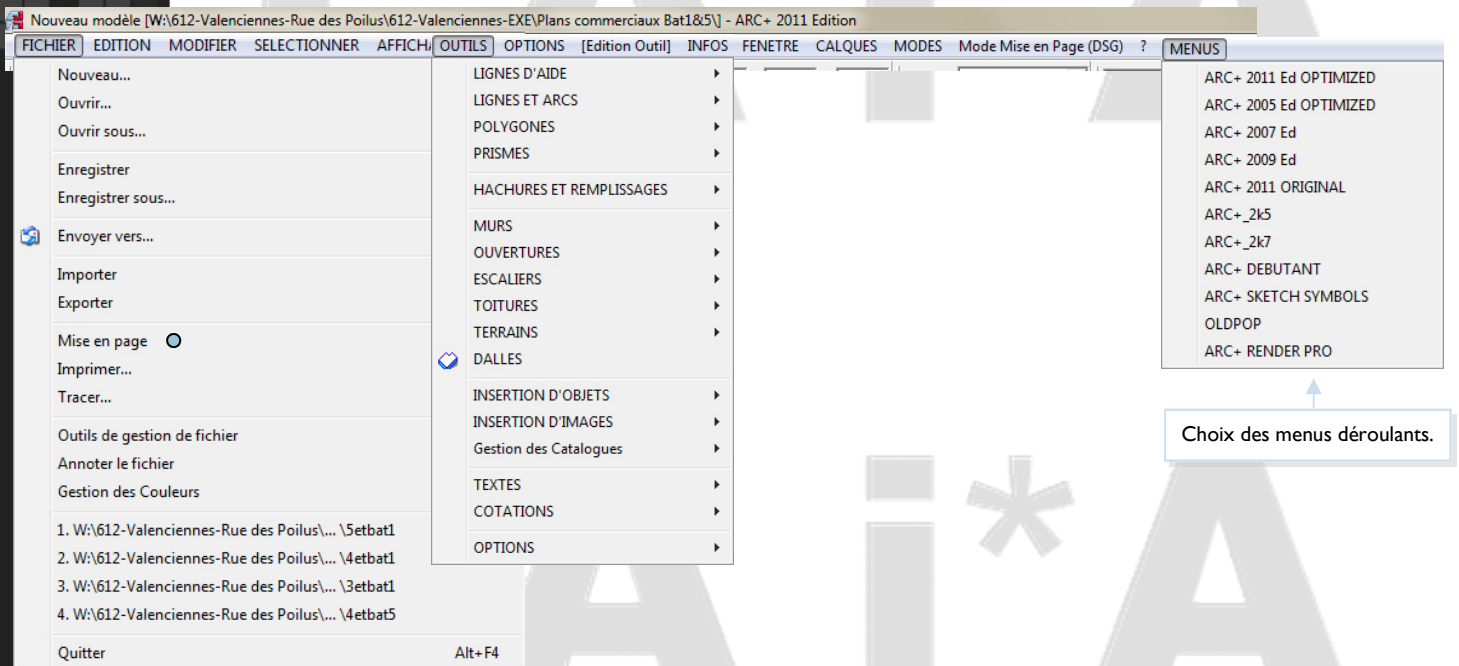 Nouveau modèle [W:\612-Valenciennes-Rue des Poilus\612-Valenciennes-EXE\Plans commerciaux Bat1&5\] - ARC+ 2011 Edition
FICHIER EDITION MODIFIER SELECTIONNER AFFICHA OUTILS OPTIONS [Edition Outil] INFOS FENETRE CALQUES MODES Mode Mise en Page (DSG) ? MENUS
Nouveau...
Ouvrir...
Ouvrir sous...
Enregistrer
Enregistrer sous...
Envoyer vers...
Importer
Exporter
Mise en page
Imprimer...
Tracer...
Outils de gestion de fichier
Annoter le fichier
Gestion des Couleurs
1. W:\612-Valenciennes-Rue des Poilus\... \5etbat1
2. W:\612-Valenciennes-Rue des Poilus\... \4etbat1
3. W:\612-Valenciennes-Rue des Poilus\... \3etbat1
4. W:\612-Valenciennes-Rue des Poilus\... \4etbat5
Quitter Alt+F4
LIGNES D'AIDE
LIGNES ET ARCS
POLYGONES
PRISMES
HACHURES ET REMPLISSAGES
MURS
OUVERTURES
ESCALIERS
TOITURES
TERRAINS
DALLES
INSERTION D'OBJETS
INSERTION D'IMAGES
Gestion des Catalogues
TEXTES
COTATIONS
OPTIONS
ARC+ 2011 Ed OPTIMIZED
ARC+ 2005 Ed OPTIMIZED
ARC+ 2007 Ed
ARC+ 2009 Ed
ARC+ 2011 ORIGINAL
ARC+_2k5
ARC+_2k7
ARC+ DEBUTANT
ARC+ SKETCH SYMBOLS
OLDPOP
ARC+ RENDER PRO
Choix des menus déroulants.
A i*A
A i*A